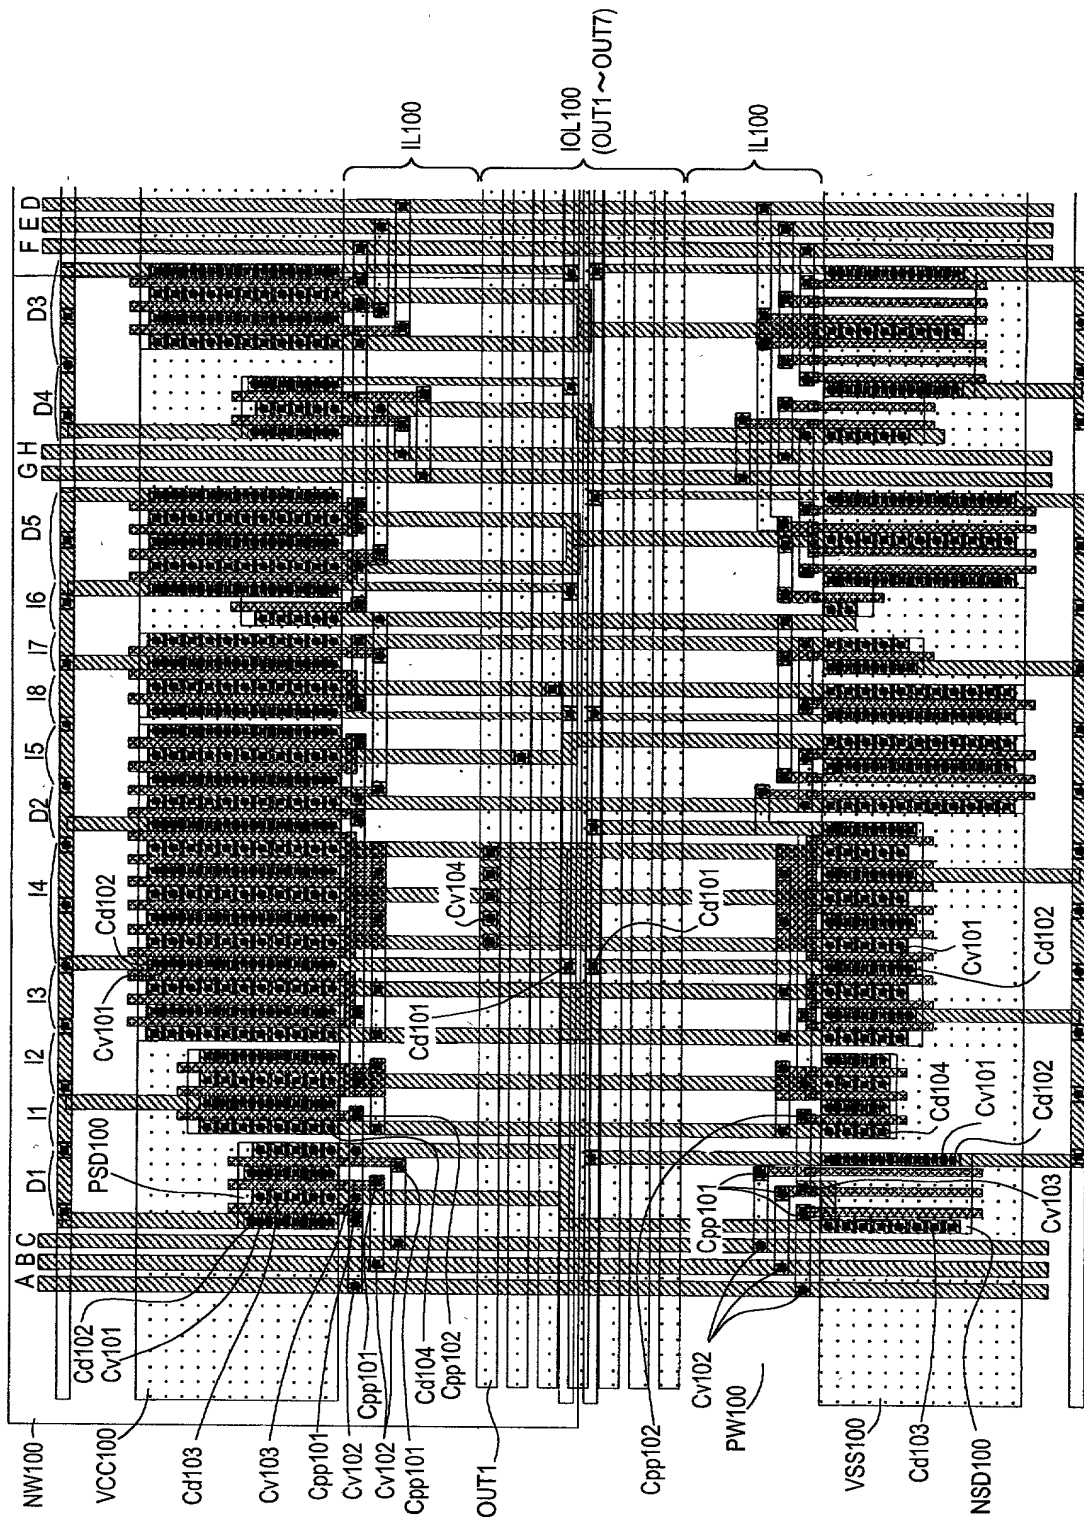 IL100
IOL100
(OUT1～OUT7)
IL100
A B C
D1
I1
I2
I3
I4
D2
I5
I8
I7
I6
D5
G H
D4
D3
F E D
PSD100
Cv101
Cd102
Cd101
Cv104
Cd101
Cv101
Cd102
Cd104
Cv101
Cd102
Cpp101
Cv103
NW100
VCC100
Cd102
Cv101
Cd103
Cv103
Cpp101
Cv102
Cpp101
Cv102
Cpp101
Cd104
Cpp102
OUT1
Cpp102
Cv102
PW100
VSS100
Cd103
NSD100